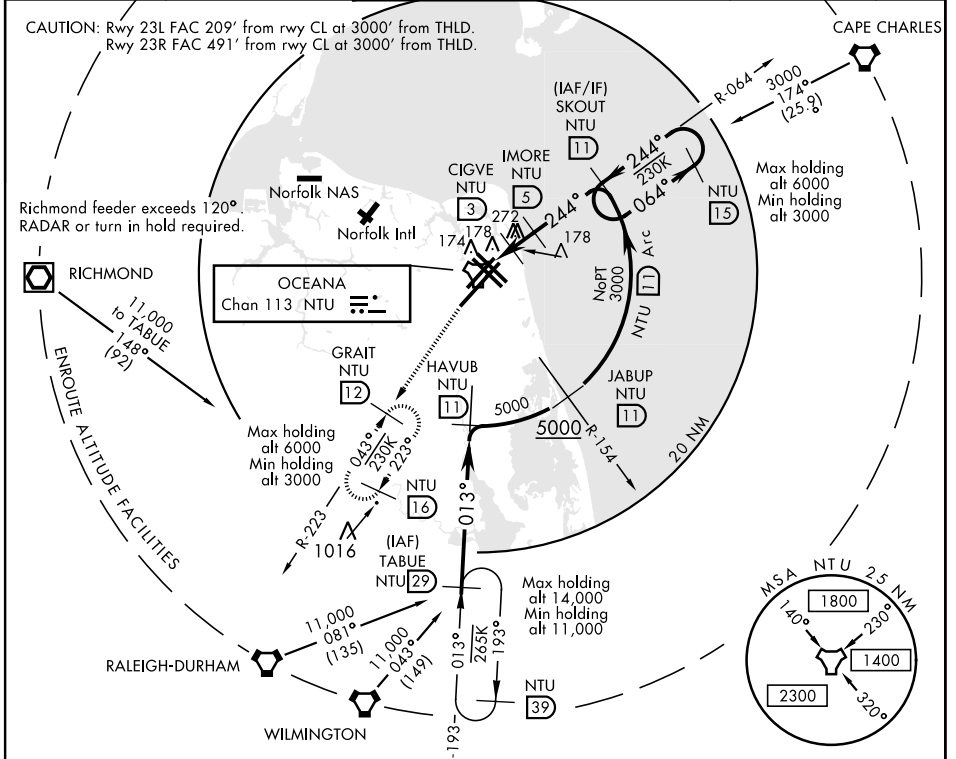 CAUTION: Rwy 23L FAC 209' from rwy CL at 3000' from THLD.
Rwy 23R FAC 491' from rwy CL at 3000' from THLD.
CAPE CHARLES
R-064
3000
174°
(25.9)
(IAF/IF)
SKOUT
NTU
11
244°
230K
064°
NTU
15
Max holding
alt 6000
Min holding
alt 3000
IMORE
NTU
5
CIGVE
NTU
3
272
244°
174
178
178
Norfolk NAS
Norfolk Intl
Richmond feeder exceeds 120°.
RADAR or turn in hold required.
RICHMOND
11,000
to TABUE
148°
(92)
OCEANA
Chan 113 NTU
NoPT
3000
NTU 11 Arc
GRAIT
NTU
12
HAVUB
NTU
11
5000
5000
JABUP
NTU
11
R-154
20 NM
ENROUTE ALTITUDE FACILITIES
Max holding
alt 6000
Min holding
alt 3000
043°
230K
223°
R-223
NTU
16
1016
013°
(IAF)
TABUE
NTU 29
Max holding
alt 14,000
Min holding
alt 11,000
11,000
081°
(135)
RALEIGH-DURHAM
11,000
043°
(149)
WILMINGTON
013°
265K
193°
NTU
39
-193-
MSA NTU 25 NM
1800
140°
230°
1400
2300
320°